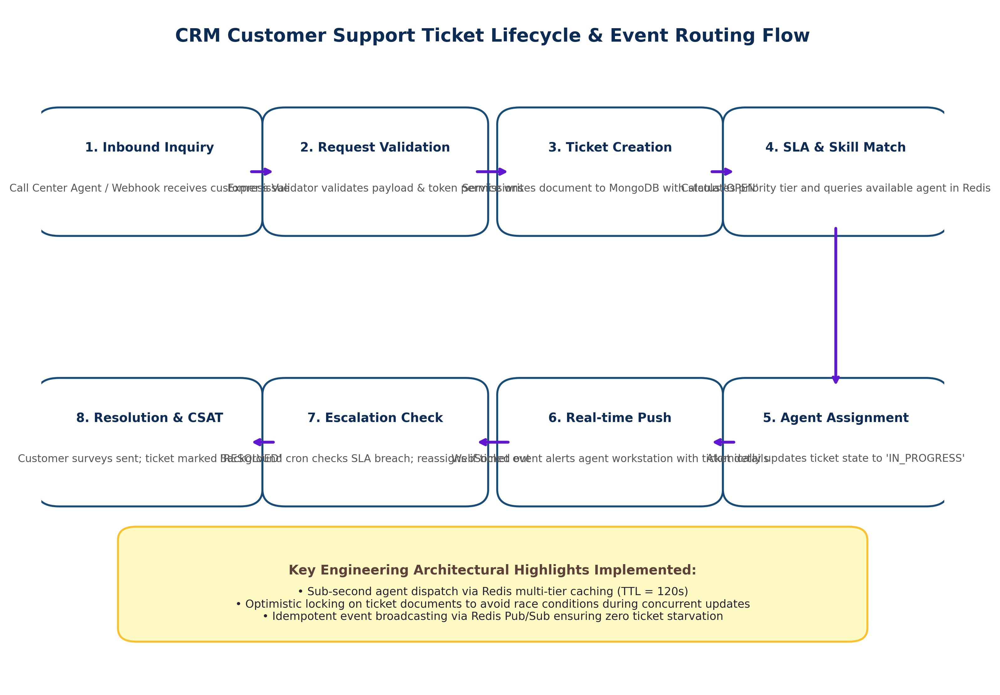 CRM Customer Support Ticket Lifecycle & Event Routing Flow
1. Inbound Inquiry
Call Center Agent / Webhook receives customer issue
2. Request Validation
Express Validator validates payload & token permissions
3. Ticket Creation
Service writes document to MongoDB with status 'OPEN'
4. SLA & Skill Match
Calculates priority tier and queries available agent in Redis
5. Agent Assignment
Atomically updates ticket state to 'IN_PROGRESS'
6. Real-time Push
WebSocket event alerts agent workstation with ticket details
7. Escalation Check
Background cron checks SLA breach; reassigns if timed out
8. Resolution & CSAT
Customer surveys sent; ticket marked 'RESOLVED'
Key Engineering Architectural Highlights Implemented:
• Sub-second agent dispatch via Redis multi-tier caching (TTL = 120s)
• Optimistic locking on ticket documents to avoid race conditions during concurrent updates
• Idempotent event broadcasting via Redis Pub/Sub ensuring zero ticket starvation